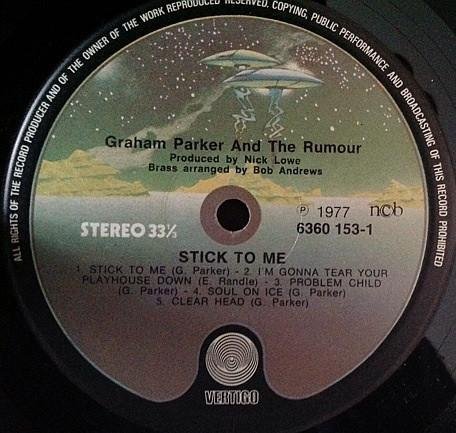 ALL RIGHTS OF THE RECORD PRODUCER AND OF THE OWNER OF THE WORK REPRODUCED RESERVED. COPYING, PUBLIC PERFORMANCE AND BROADCASTING OF THIS RECORD PROHIBITED
Graham Parker And The Rumour
Produced by Nick Lowe
Brass arranged by Bob Andrews
STEREO 33⅓
℗ 1977 ncb
6360 153-1
STICK TO ME
1. STICK TO ME (G. Parker) - 2. I'M GONNA TEAR YOUR
PLAYHOUSE DOWN (E. Randle) - 3. PROBLEM CHILD
(G. Parker) - 4. SOUL ON ICE (G. Parker)
5. CLEAR HEAD (G. Parker)
VERTIGO